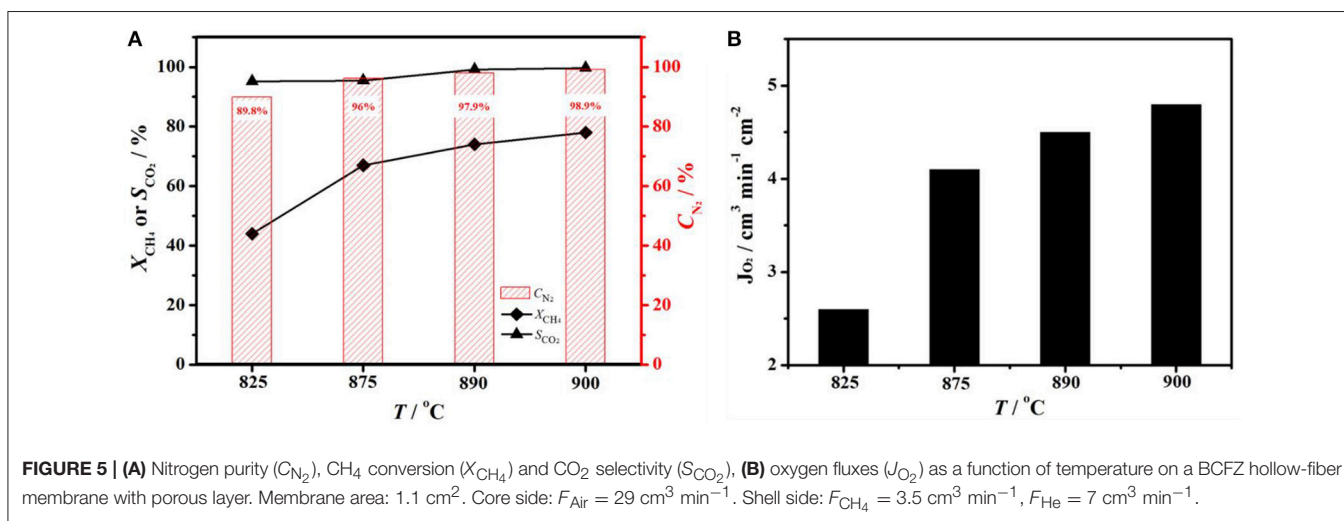 A
X_CH₄ or S_CO₂ / %
100
80
60
40
20
0
89.8%
96%
97.9%
98.9%
C_N₂
X_CH₄
S_CO₂
100
80
60
40
20
0
C_N₂ / %
825 875 890 900
T / °C
B
J_O₂ / cm³ min⁻¹ cm⁻²
5
4
3
2
825 875 890 900
T / °C
FIGURE 5 | (A) Nitrogen purity (C_N₂), CH4 conversion (X_CH₄) and CO2 selectivity (S_CO₂), (B) oxygen fluxes (J_O₂) as a function of temperature on a BCFZ hollow-fiber
membrane with porous layer. Membrane area: 1.1 cm². Core side: F_Air = 29 cm³ min⁻¹. Shell side: F_CH₄ = 3.5 cm³ min⁻¹, F_He = 7 cm³ min⁻¹.